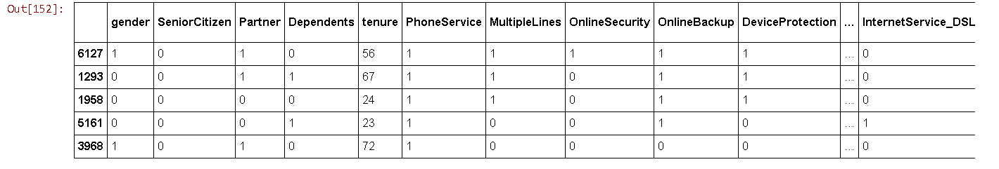 Out[152]:
gender SeniorCitizen Partner Dependents tenure PhoneService MultipleLines OnlineSecurity OnlineBackup DeviceProtection ... InternetService_DSL
6127 1 0 1 0 56 1 1 1 1 1 ... 0
1293 0 0 1 1 67 1 1 0 1 1 ... 0
1958 0 0 0 0 24 1 1 0 1 1 ... 0
5161 0 0 0 1 23 1 0 0 1 0 ... 1
3968 1 0 1 0 72 1 0 0 0 0 ... 0